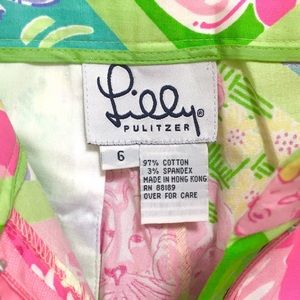 Lilly®
PULITZER
6
97% COTTON
3% SPANDEX
MADE IN HONG KONG
RN 88189
OVER FOR CARE